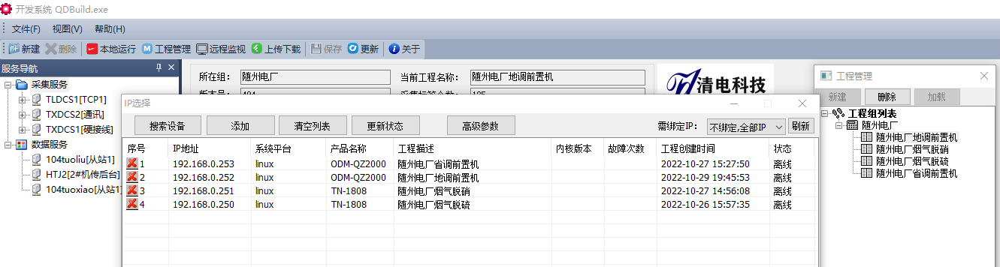 开发系统 QDBuild.exe
文件(F) 视图(V) 帮助(H)
新建 删除 本地运行 工程管理 远程监视 上传下载 保存 更新 关于
服务导航
采集服务
TLDCS1[TCP1]
TXDCS2[通讯]
TXDCS1[硬接线]
数据服务
104tuoliu[从站1]
HTJ2[2#机传后台]
104tuoxiao[从站1]
所在组: 随州电厂 当前工程名称: 随州电厂地调前置机
清电科技
IP选择
搜索设备 添加 清空列表 更新状态 高级参数 需绑定IP: 不绑定,全部IP 刷新
序号 IP地址 系统平台 产品名称 工程描述 内核版本 故障次数 工程创建时间 状态
1 192.168.0.253 linux ODM-QZ2000 随州电厂省调前置机 2022-10-27 15:27:50 离线
2 192.168.0.252 linux ODM-QZ2000 随州电厂地调前置机 2022-10-29 19:45:53 离线
3 192.168.0.251 linux TN-1808 随州电厂烟气脱硝 2022-10-27 14:56:08 离线
4 192.168.0.250 linux TN-1808 随州电厂烟气脱硫 2022-10-26 15:57:35 离线
工程管理
新建 删除 加载
工程组列表
随州电厂
随州电厂地调前置机
随州电厂烟气脱硝
随州电厂烟气脱硫
随州电厂省调前置机